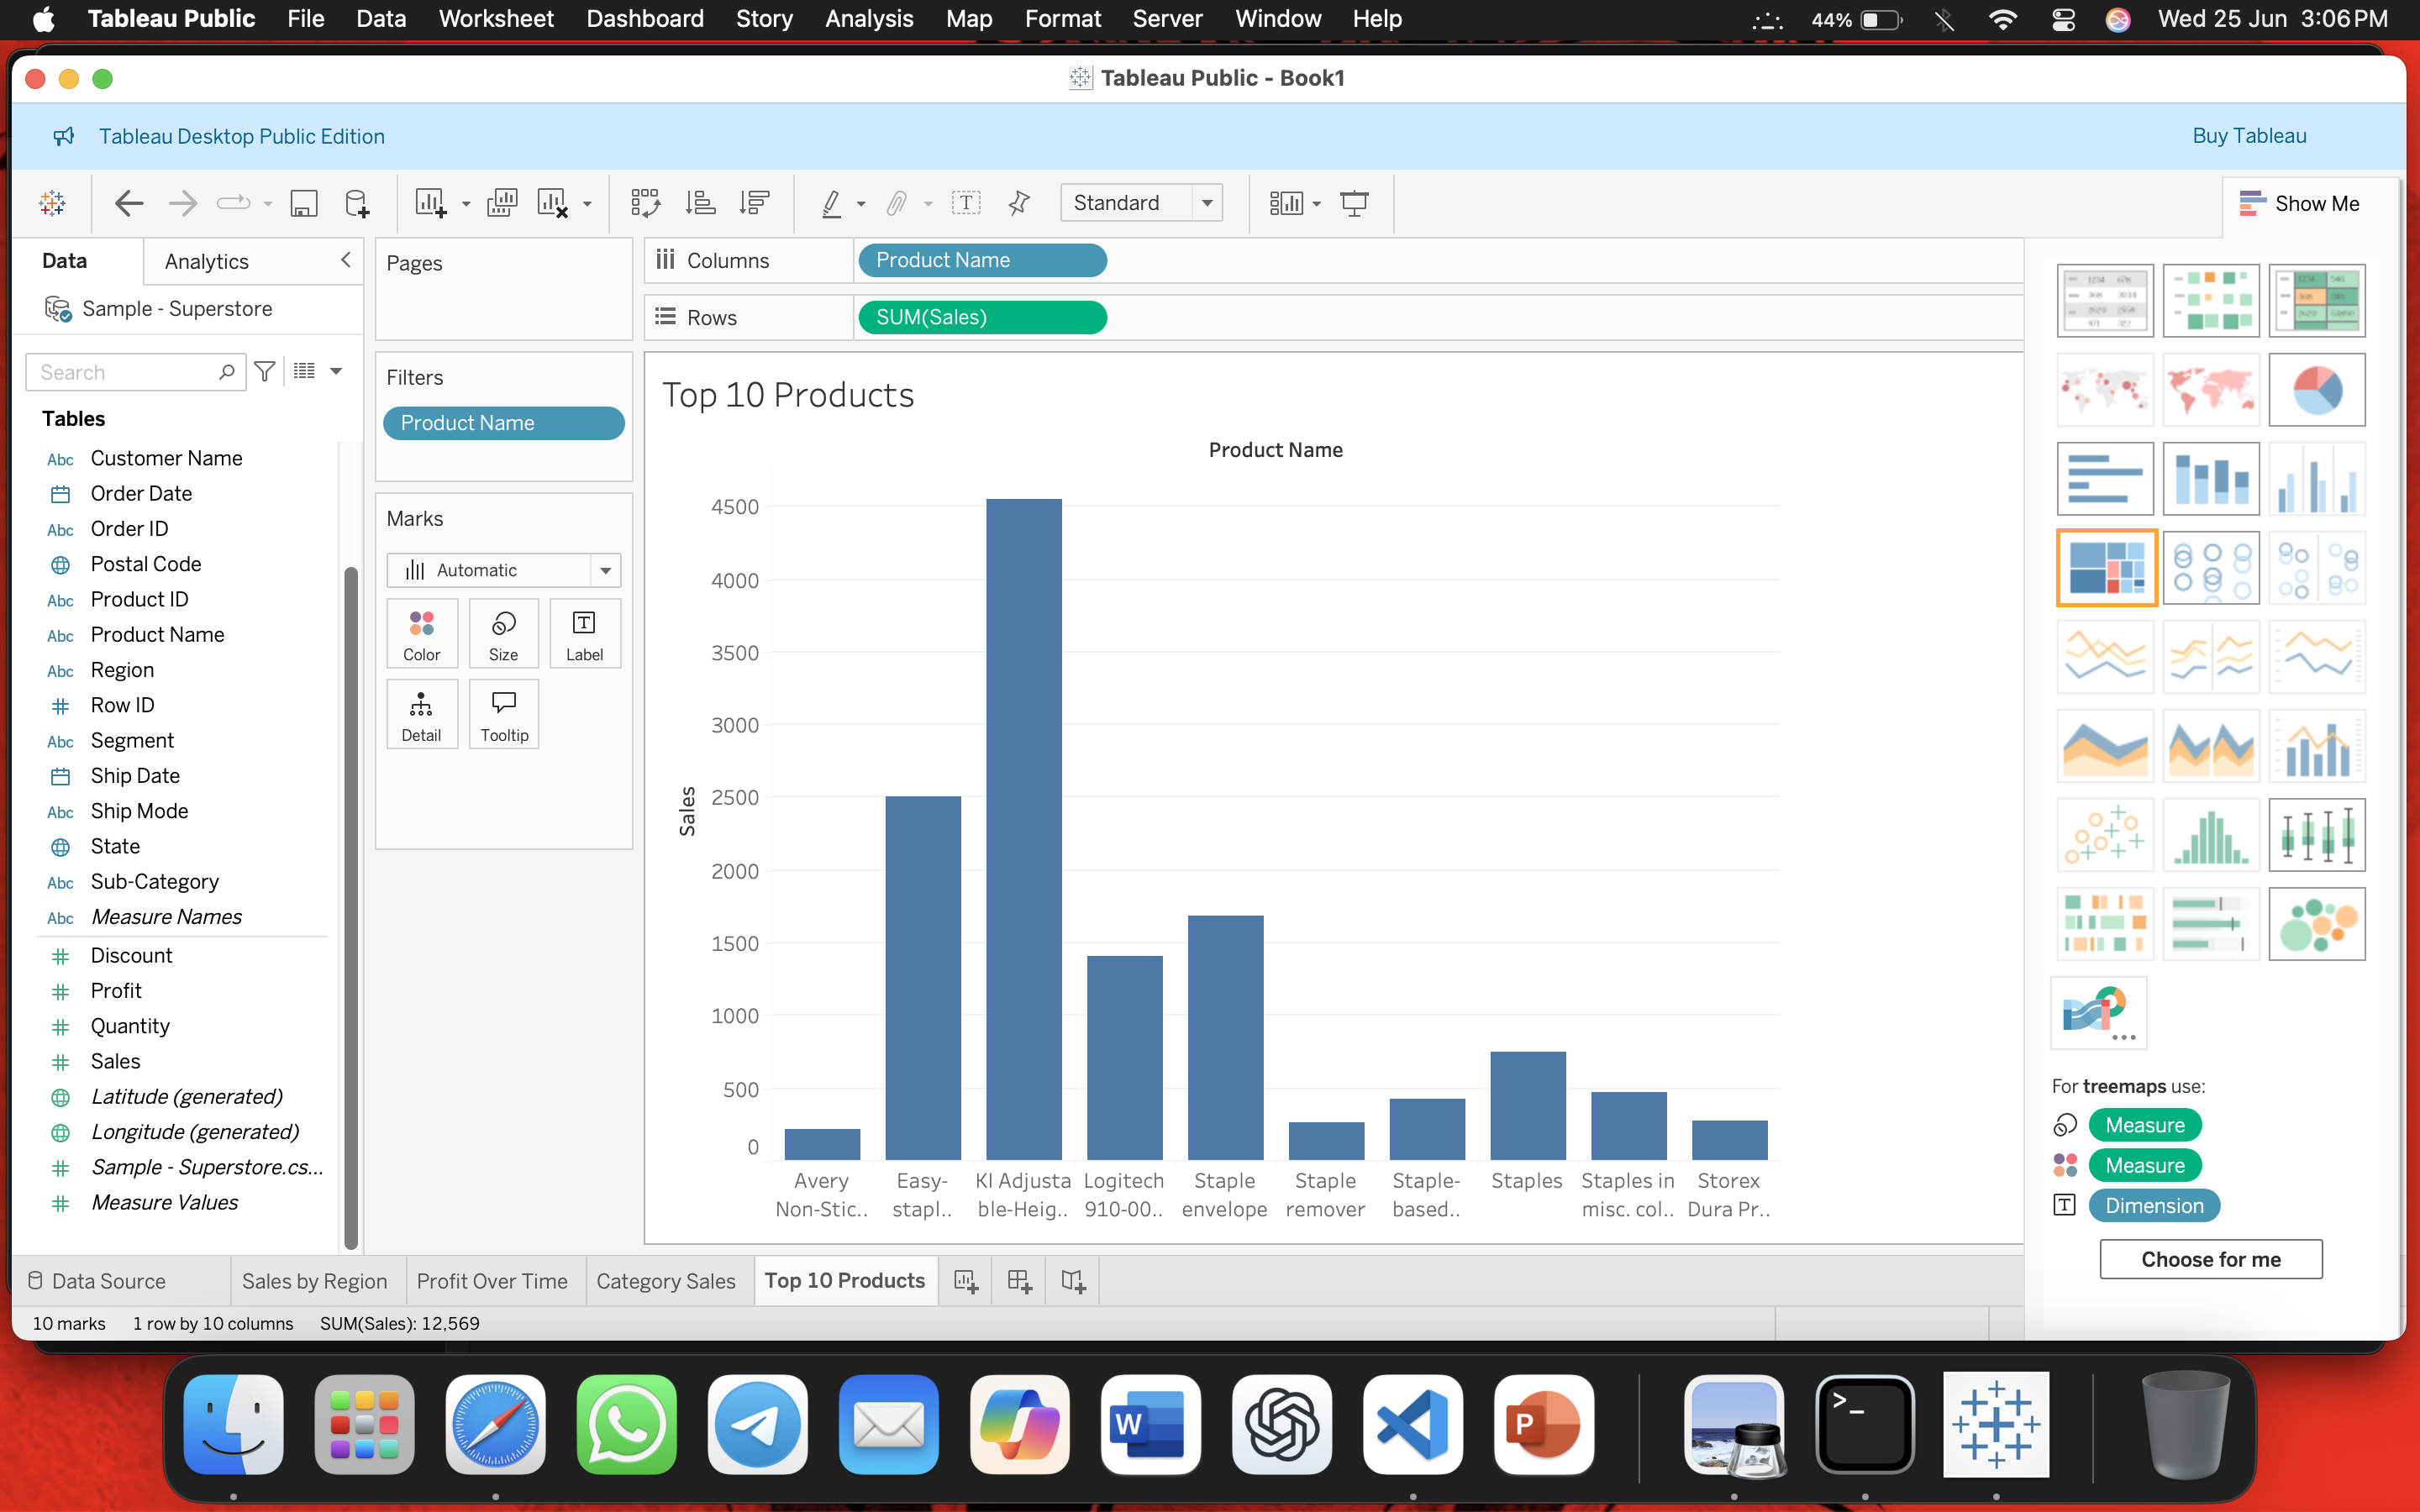 Tableau Public File Data Worksheet Dashboard Story Analysis Map Format Server Window Help 44% Wed 25 Jun 3:06 PM
Tableau Public - Book1
Tableau Desktop Public Edition Buy Tableau
Standard Show Me
Data Analytics Pages Columns Product Name
Sample - Superstore Rows SUM(Sales)
Search
Filters
Product Name
Tables
Customer Name
Order Date
Order ID
Postal Code
Product ID
Product Name
Region
Row ID
Segment
Ship Date
Ship Mode
State
Sub-Category
Measure Names
Discount
Profit
Quantity
Sales
Latitude (generated)
Longitude (generated)
Sample - Superstore.cs...
Measure Values
Abc
Abc
Abc
Abc
Abc
Abc
Abc
Abc
Abc
Marks
Automatic
Color Size Label
Detail Tooltip
Top 10 Products
Product Name
Sales
4500
4000
3500
3000
2500
2000
1500
1000
500
0
Avery Non-Stic..
Easy-stapl..
KI Adjusta ble-Heig..
Logitech 910-00..
Staple envelope
Staple remover
Staple-based..
Staples
Staples in misc. col..
Storex Dura Pr..
For treemaps use:
Measure
Measure
Dimension
Choose for me
Data Source Sales by Region Profit Over Time Category Sales Top 10 Products
10 marks 1 row by 10 columns SUM(Sales): 12,569
W
>_
P